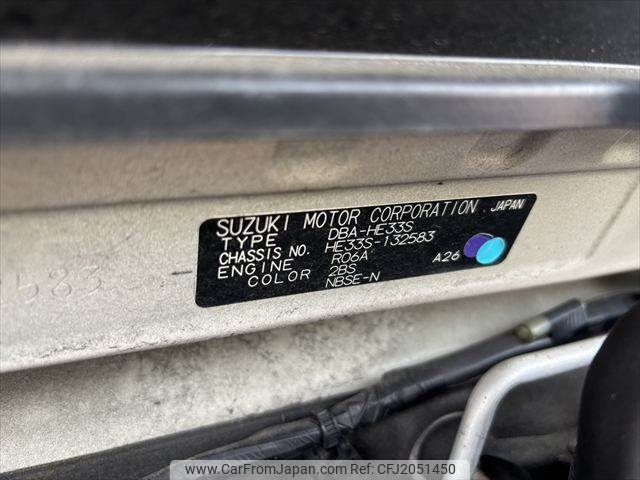 SUZUKI MOTOR CORPORATION JAPAN
TYPE DBA-HE33S
CHASSIS NO. HE33S-132583
ENGINE R06A
COLOR 2BS A26
NBSE-N
www.CarFromJapan.com | Ref: CFJ2051450